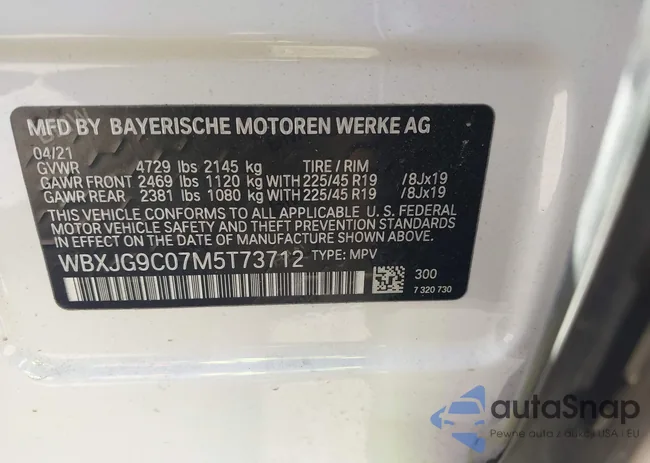 MFD BY BAYERISCHE MOTOREN WERKE AG
04/21
GVWR 4729 lbs 2145 kg TIRE / RIM
GAWR FRONT 2469 lbs 1120 kg WITH 225/45 R19 /8Jx19
GAWR REAR 2381 lbs 1080 kg WITH 225/45 R19 /8Jx19
THIS VEHICLE CONFORMS TO ALL APPLICABLE U.S. FEDERAL
MOTOR VEHICLE SAFETY AND THEFT PREVENTION
STANDARDS IN EFFECT ON THE DATE OF MANUFACTURE SHOWN ABOVE.
WBXJG9C07M5T73712 TYPE: MPV
300
7 320 730
autaSnap
Pewne auta z aukcji USA i EU